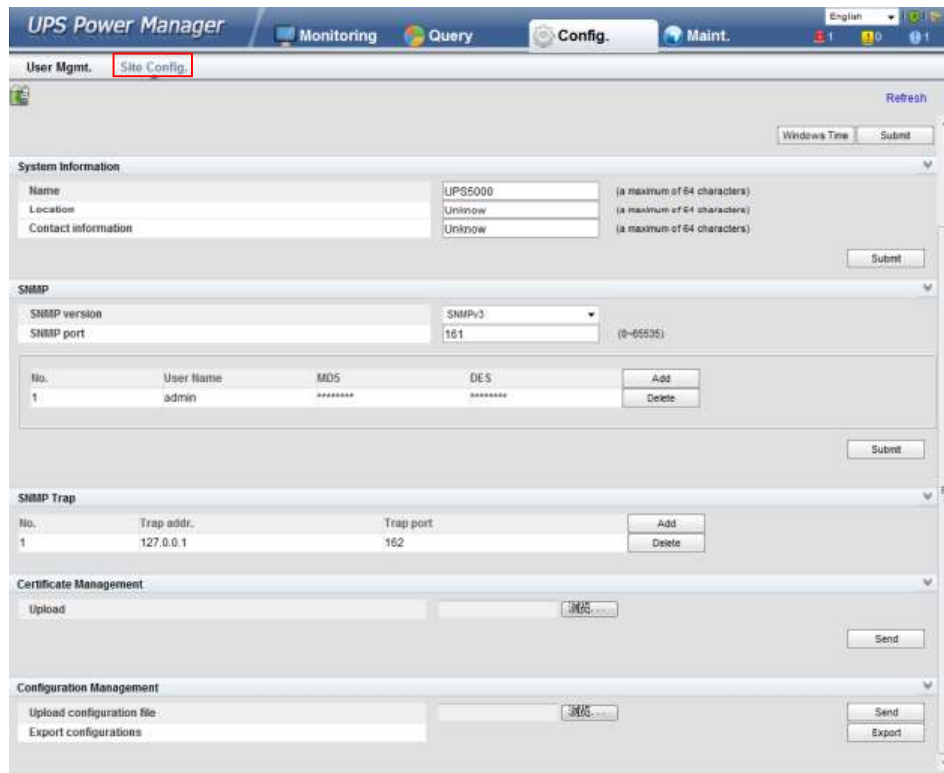 UPS Power Manager Monitoring Query Config. Maint. English 1 0 1
User Mgmt. Site Config.
Refresh
Windows Time Submit
System Information
Name UPS5000 (a maximum of 64 characters)
Location Unknow (a maximum of 64 characters)
Contact information Unknow (a maximum of 64 characters)
Submit
SNMP
SNMP version SNMPv3
SNMP port 161 (0~65535)
No. User Name MD5 DES Add
1 admin ******** ******** Delete
Submit
SNMP Trap
No. Trap addr. Trap port Add
1 127.0.0.1 162 Delete
Certificate Management
Upload 浏览...
Send
Configuration Management
Upload configuration file 浏览... Send
Export configurations Export